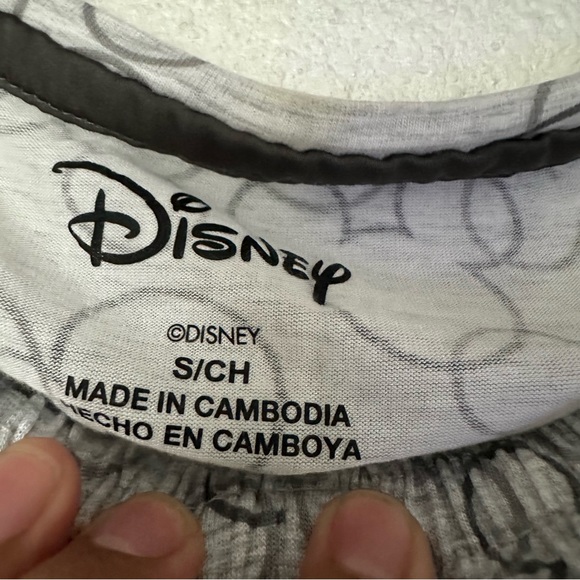 Disney
©DISNEY
S/CH
MADE IN CAMBODIA
HECHO EN CAMBOYA